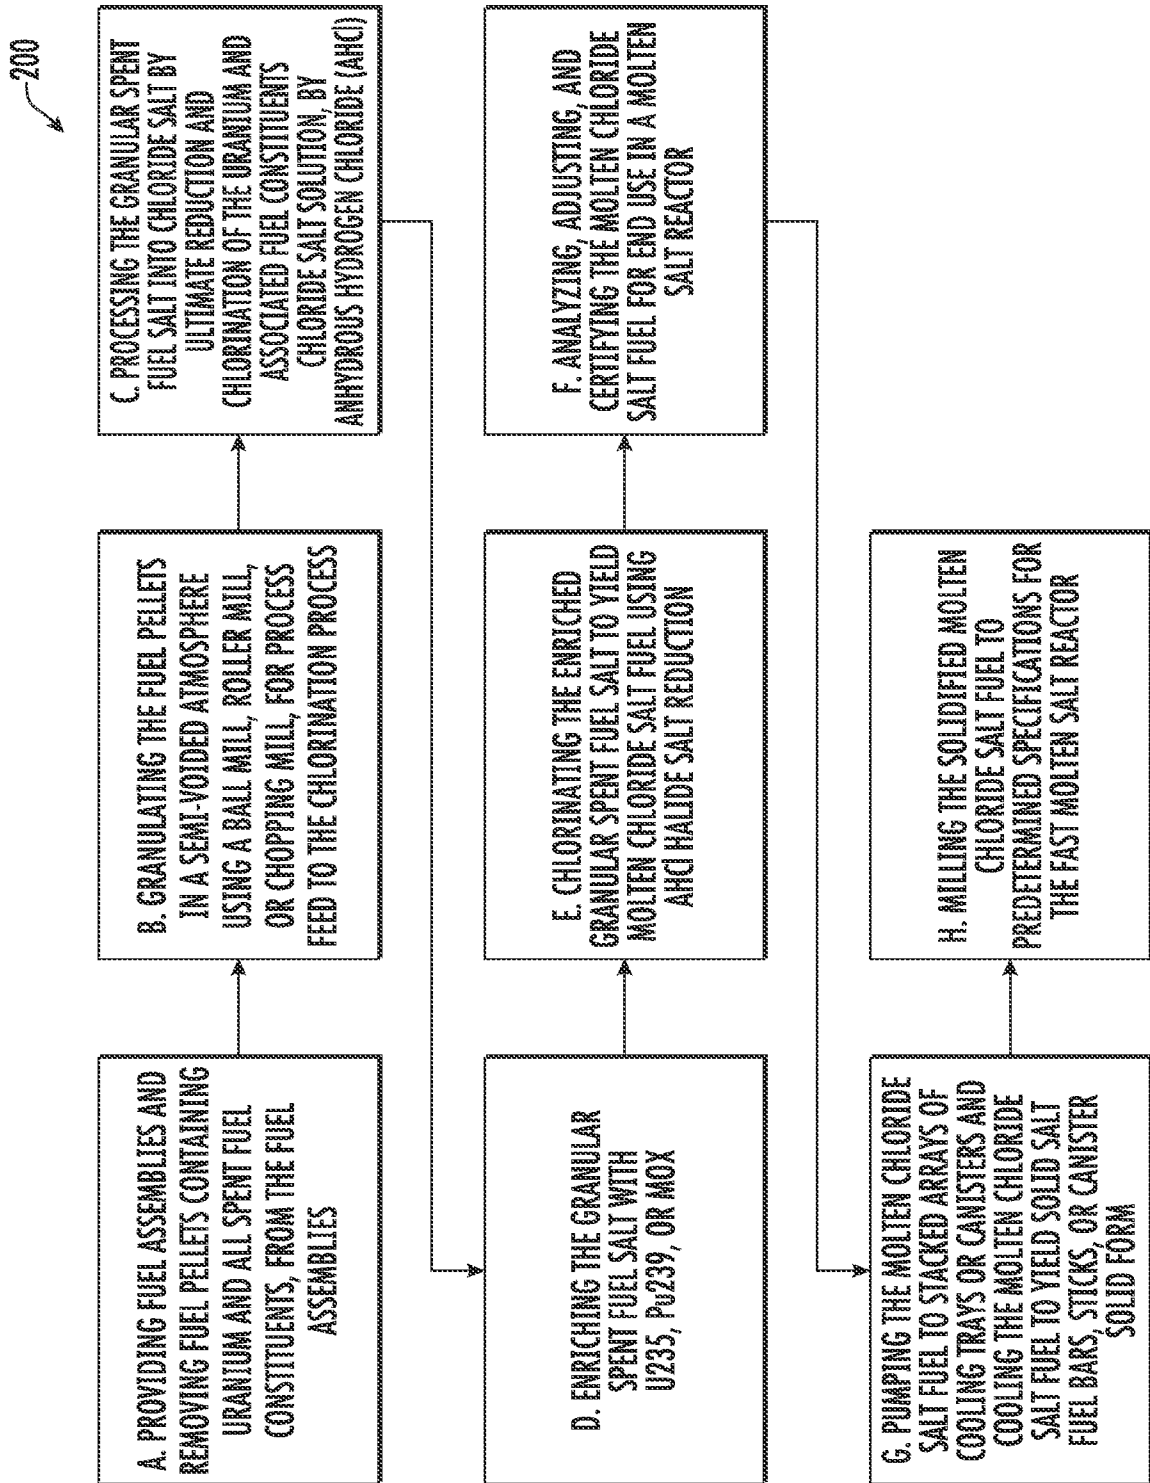 200
A. PROVIDING FUEL ASSEMBLIES AND
REMOVING FUEL PELLETS CONTAINING
URANIUM AND ALL SPENT FUEL
CONSTITUENTS, FROM THE FUEL
ASSEMBLIES
B. GRANULATING THE FUEL PELLETS
IN A SEMI-VOIDED ATMOSPHERE
USING A BALL MILL, ROLLER MILL,
OR CHOPPING MILL, FOR PROCESS
FEED TO THE CHLORINATION PROCESS
C. PROCESSING THE GRANULAR SPENT
FUEL SALT INTO CHLORIDE SALT BY
ULTIMATE REDUCTION AND
CHLORINATION OF THE URANIUM AND
ASSOCIATED FUEL CONSTITUENTS
CHLORIDE SALT SOLUTION, BY
ANHYDROUS HYDROGEN CHLORIDE (AHCl)
D. ENRICHING THE GRANULAR
SPENT FUEL SALT WITH
U235, Pu239, OR MOX
E. CHLORINATING THE ENRICHED
GRANULAR SPENT FUEL SALT TO YIELD
MOLTEN CHLORIDE SALT FUEL USING
AHCl HALIDE SALT REDUCTION
F. ANALYZING, ADJUSTING, AND
CERTIFYING THE MOLTEN CHLORIDE
SALT FUEL FOR END USE IN A MOLTEN
SALT REACTOR
G. PUMPING THE MOLTEN CHLORIDE
SALT FUEL TO STACKED ARRAYS OF
COOLING TRAYS OR CANISTERS AND
COOLING THE MOLTEN CHLORIDE
SALT FUEL TO YIELD SOLID SALT
FUEL BARS, STICKS, OR CANISTER
SOLID FORM
H. MILLING THE SOLIDIFIED MOLTEN
CHLORIDE SALT FUEL TO
PREDETERMINED SPECIFICATIONS FOR
THE FAST MOLTEN SALT REACTOR